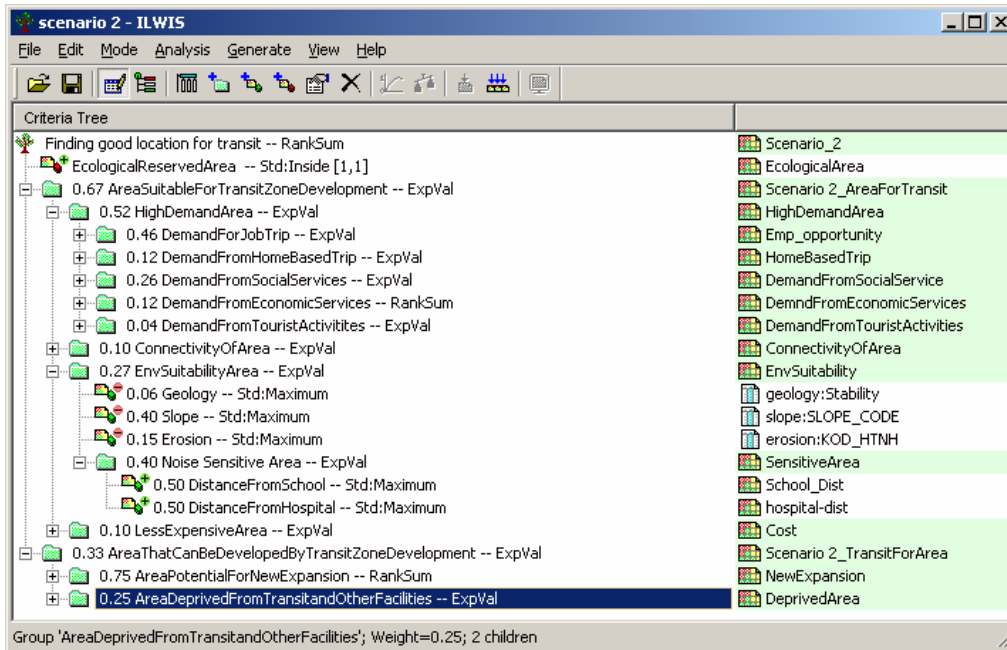 scenario 2 - ILWIS
File Edit Mode Analysis Generate View Help
Criteria Tree
Finding good location for transit -- RankSum Scenario_2
EcologicalReservedArea -- Std:Inside [1,1] EcologicalArea
0.67 AreaSuitableForTransitZoneDevelopment -- ExpVal Scenario 2_AreaForTransit
0.52 HighDemandArea -- ExpVal HighDemandArea
0.46 DemandForJobTrip -- ExpVal Emp_opportunity
0.12 DemandFromHomeBasedTrip -- ExpVal HomeBasedTrip
0.26 DemandFromSocialServices -- ExpVal DemandFromSocialService
0.12 DemandFromEconomicServices -- RankSum DemndFromEconomicServices
0.04 DemandFromTouristActivitites -- ExpVal DemandFromTouristActivities
0.10 ConnectivityOfArea -- ExpVal ConnectivityOfArea
0.27 EnvSuitabilityArea -- ExpVal EnvSuitability
0.06 Geology -- Std:Maximum geology:Stability
0.40 Slope -- Std:Maximum slope:SLOPE_CODE
0.15 Erosion -- Std:Maximum erosion:KOD_HTNH
0.40 Noise Sensitive Area -- ExpVal SensitiveArea
0.50 DistanceFromSchool -- Std:Maximum School_Dist
0.50 DistanceFromHospital -- Std:Maximum hospital-dist
0.10 LessExpensiveArea -- ExpVal Cost
0.33 AreaThatCanBeDevelopedByTransitZoneDevelopment -- ExpVal Scenario 2_TransitForArea
0.75 AreaPotentialForNewExpansion -- RankSum NewExpansion
0.25 AreaDeprivedFromTransitandOtherFacilities -- ExpVal DeprivedArea
Group 'AreaDeprivedFromTransitandOtherFacilities'; Weight=0.25; 2 children